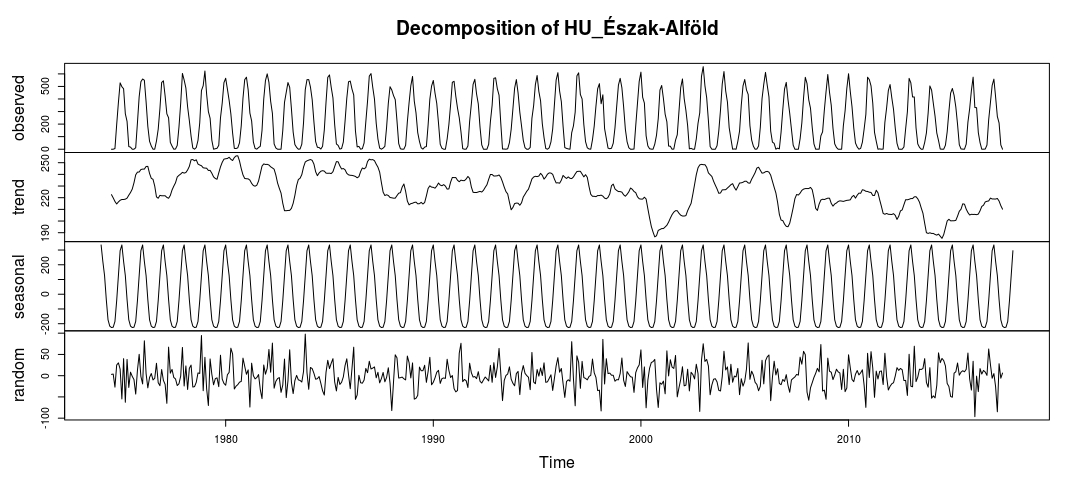 Decomposition of HU_Észak-Alföld
observed
0 200 500
trend
190 220 250
seasonal
-200 0 200
random
-100 0 50
1980 1990 2000 2010
Time